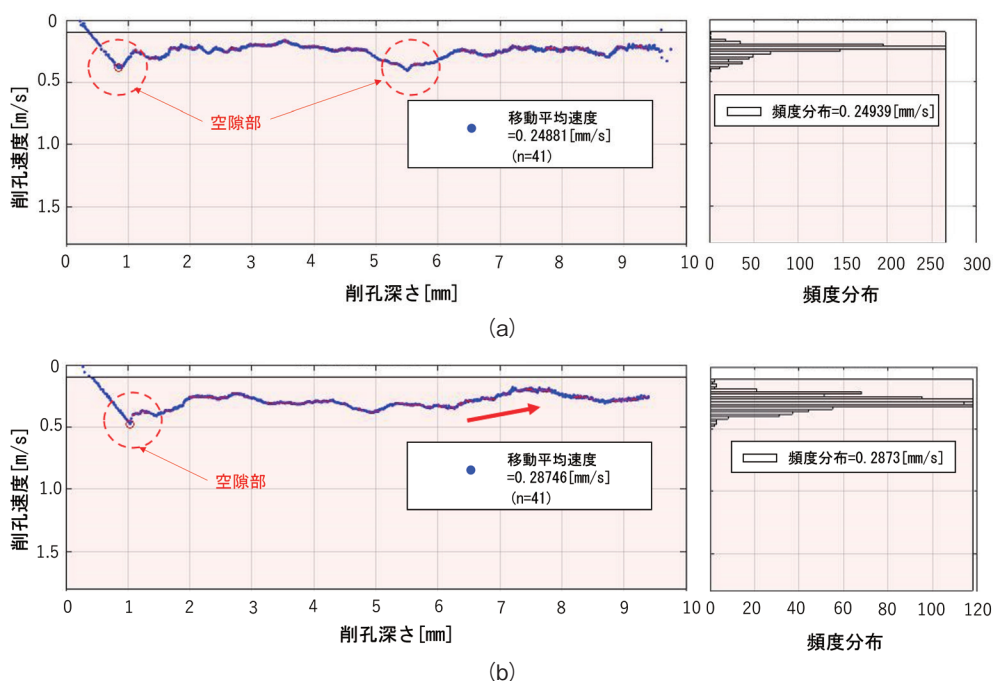 0
0.5
1.0
1.5
削孔速度[m/s]
空隙部
移動平均速度
=0.24881[mm/s]
(n=41)
0 1 2 3 4 5 6 7 8 9 10
削孔深さ[mm]
頻度分布=0.24939[mm/s]
0 50 100 150 200 250 300
頻度分布
(a)
0
0.5
1.0
1.5
削孔速度[m/s]
空隙部
移動平均速度
=0.28746[mm/s]
(n=41)
0 1 2 3 4 5 6 7 8 9 10
削孔深さ[mm]
頻度分布=0.2873[mm/s]
0 20 40 60 80 100 120
頻度分布
(b)